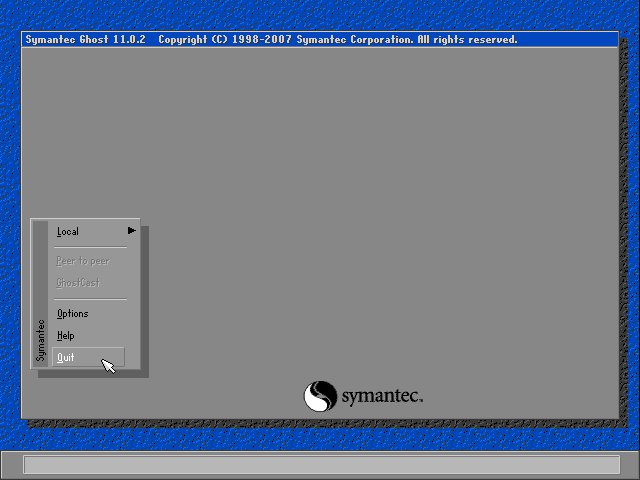 Symantec Ghost 11.0.2 Copyright (C) 1998-2007 Symantec Corporation. All rights reserved.
Local
Peer to peer
GhostCast
Options
Help
Quit
Symantec
symantec.